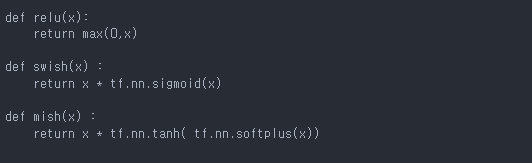 def relu(x):
    return max(0,x)
def swish(x) :
    return x * tf.nn.sigmoid(x)
def mish(x) :
    return x * tf.nn.tanh( tf.nn.softplus(x))